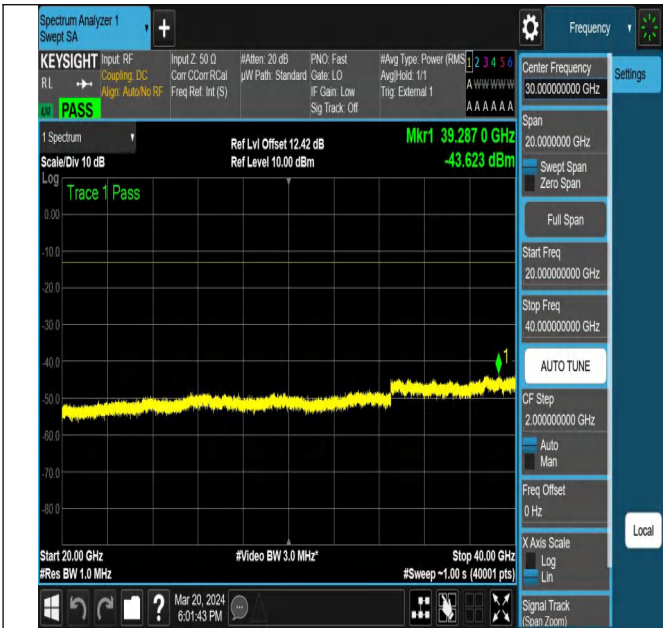 Spectrum Analyzer 1
Swept SA
+
Frequency
KEYSIGHT
RL
PASS
Input: RF
Coupling: DC
Align: Auto/No RF
Input Z: 50 Ω
Corr CCorr RCal
Freq Ref: Int (S)
#Atten: 20 dB
µW Path: Standard
PNO: Fast
Gate: LO
IF Gain: Low
Sig Track: Off
#Avg Type: Power (RMS
Avg|Hold: 1/1
Trig: External 1
1 2 3 4 5 6
A W W W W W
A A A A A A
1 Spectrum
Scale/Div 10 dB
Ref Lvl Offset 12.42 dB
Ref Level 10.00 dBm
Mkr1 39.287 0 GHz
-43.623 dBm
Log
Trace 1 Pass
0.00
-10.0
-20.0
-30.0
-40.0
-50.0
-60.0
-70.0
-80.0
1
Start 20.00 GHz
#Res BW 1.0 MHz
#Video BW 3.0 MHz*
Stop 40.00 GHz
#Sweep ~1.00 s (40001 pts)
?
Mar 20, 2024
6:01:43 PM
Center Frequency
30.000000000 GHz
Settings
Span
20.0000000 GHz
Swept Span
Zero Span
Full Span
Start Freq
20.000000000 GHz
Stop Freq
40.000000000 GHz
AUTO TUNE
CF Step
2.000000000 GHz
Auto
Man
Freq Offset
0 Hz
X Axis Scale
Log
Lin
Local
Signal Track
(Span Zoom)